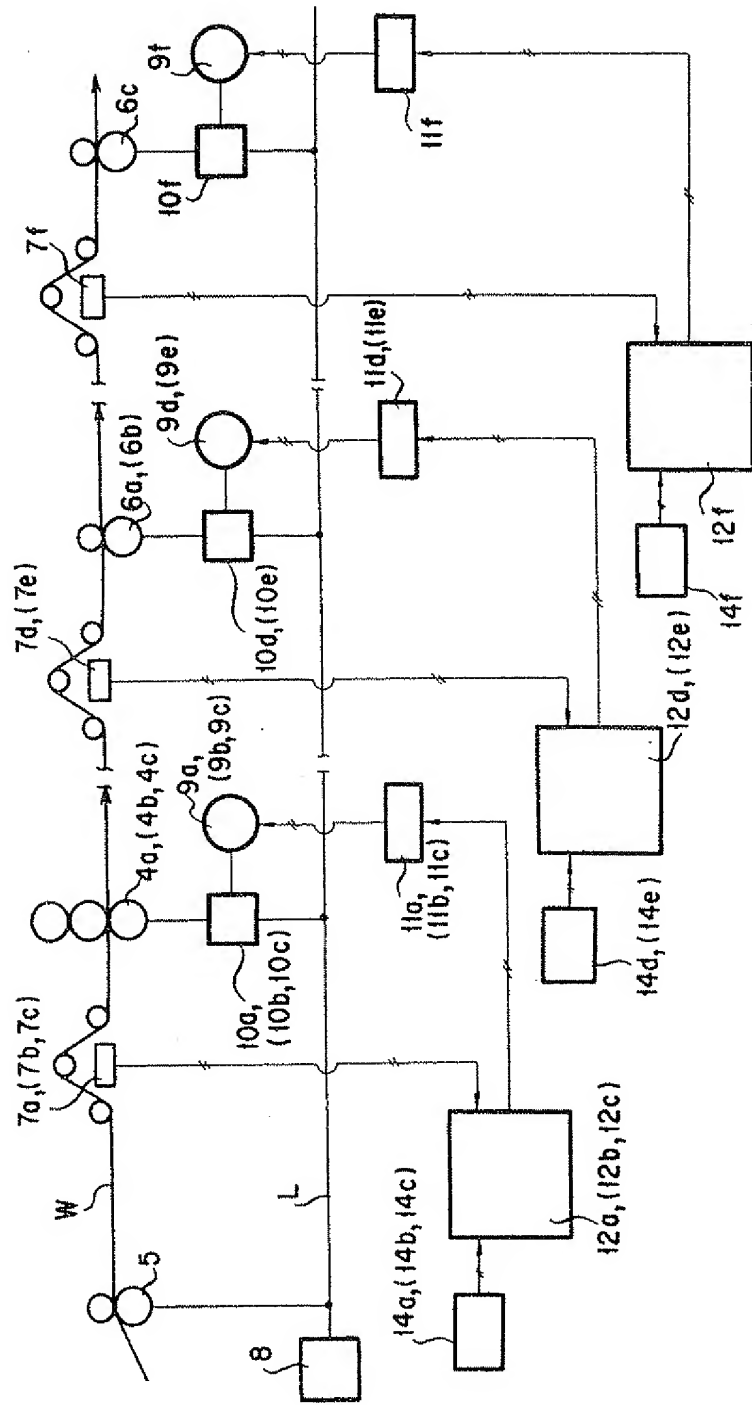 W
5
8
L
7a,(7b,7c)
4a,(4b,4c)
9a,
(9b,9c)
10a,
(10b,10c)
11a,
(11b,11c)
14a,(14b,14c)
12a,(12b,12c)
7d,(7e)
6a,(6b)
9d,(9e)
10d,(10e)
11d,(11e)
14d,(14e)
12d,(12e)
7f
6c
9f
10f
11f
14f
12f